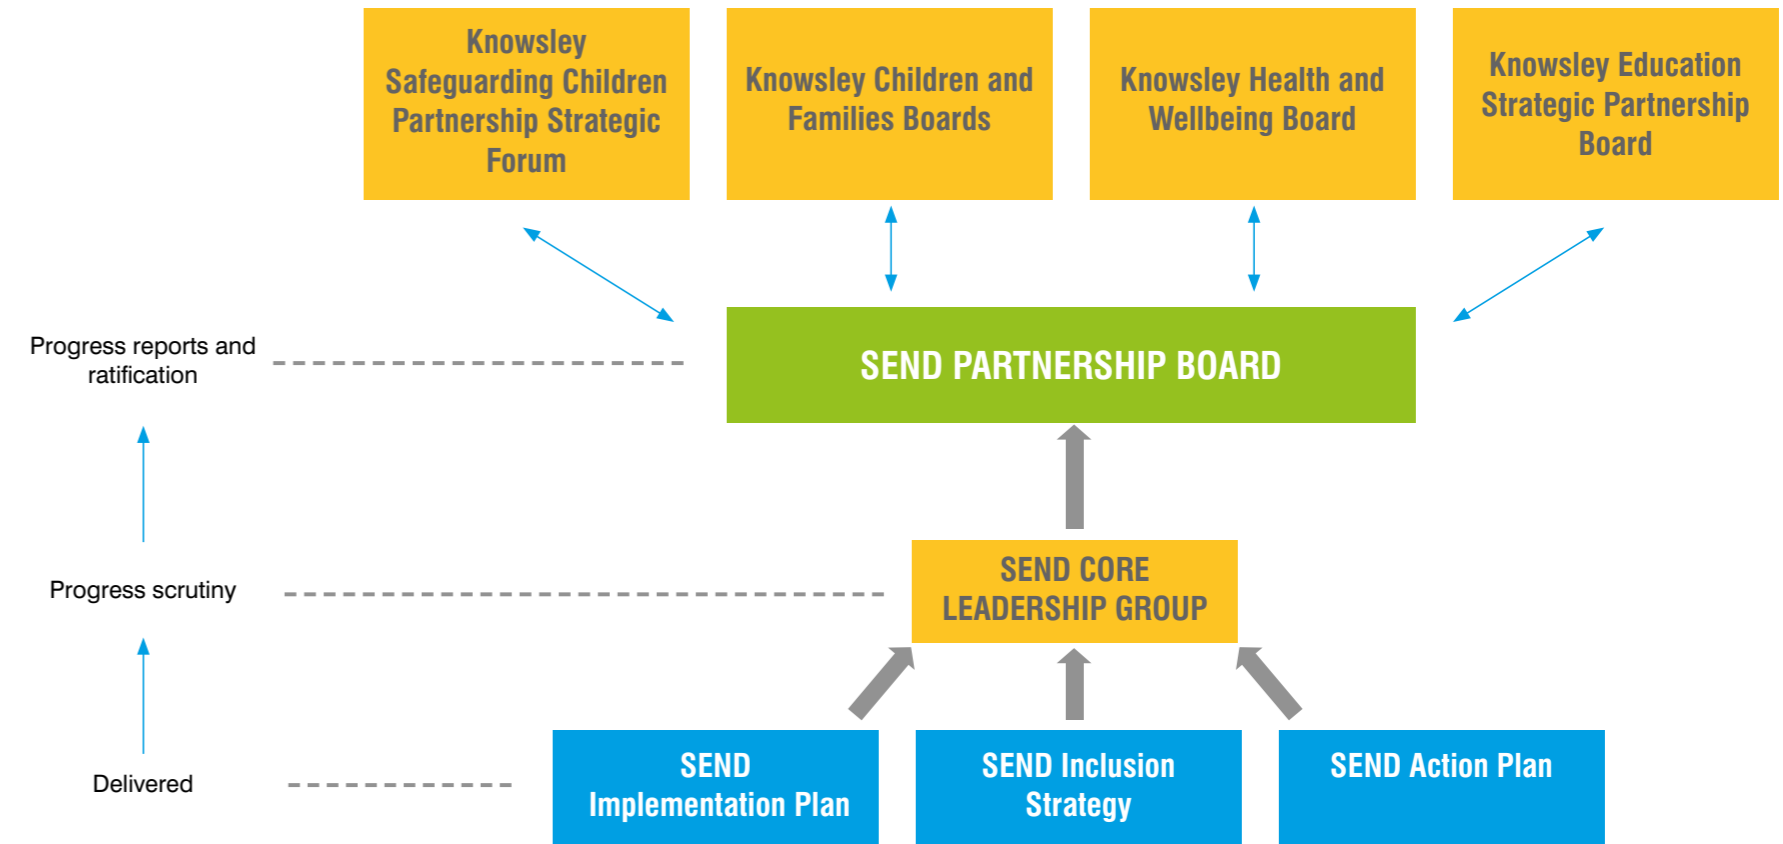 Knowsley
Safeguarding Children
Partnership Strategic
Forum
Knowsley Children and
Families Boards
Knowsley Health and
Wellbeing Board
Knowsley Education
Strategic Partnership
Board
Progress reports and
ratification
SEND PARTNERSHIP BOARD
Progress scrutiny
SEND CORE
LEADERSHIP GROUP
Delivered
SEND
Implementation Plan
SEND Inclusion
Strategy
SEND Action Plan